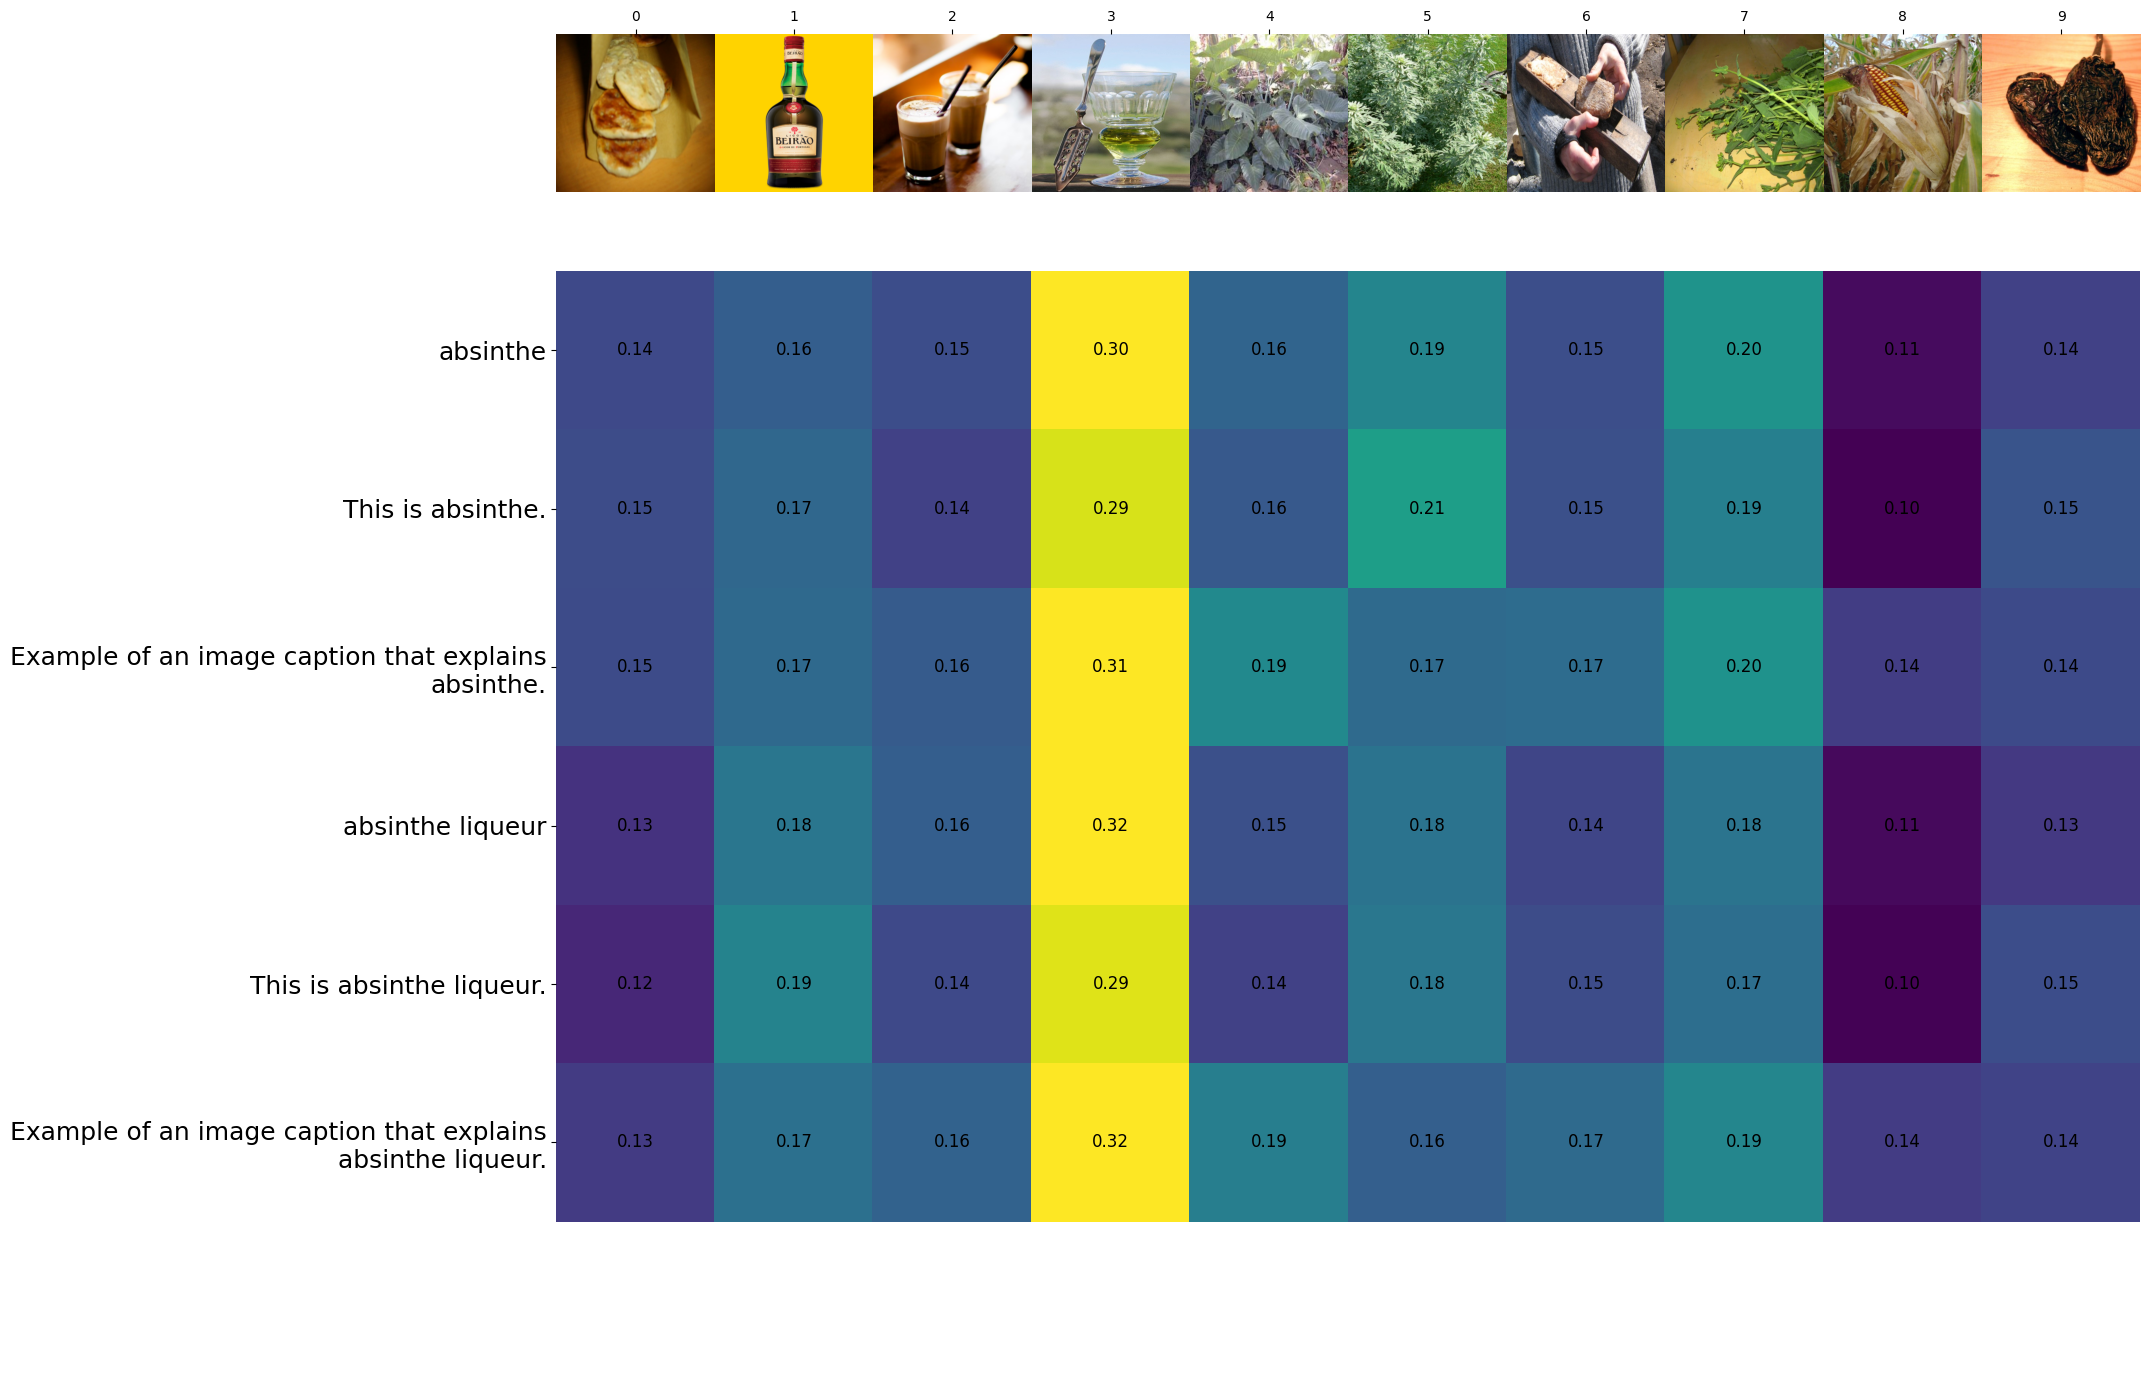 0 1 2 3 4 5 6 7 8 9
BEIRÃO
absinthe 0.14 0.16 0.15 0.30 0.16 0.19 0.15 0.20 0.11 0.14
This is absinthe. 0.15 0.17 0.14 0.29 0.16 0.21 0.15 0.19 0.10 0.15
Example of an image caption that explains
absinthe. 0.15 0.17 0.16 0.31 0.19 0.17 0.17 0.20 0.14 0.14
absinthe liqueur 0.13 0.18 0.16 0.32 0.15 0.18 0.14 0.18 0.11 0.13
This is absinthe liqueur. 0.12 0.19 0.14 0.29 0.14 0.18 0.15 0.17 0.10 0.15
Example of an image caption that explains
absinthe liqueur. 0.13 0.17 0.16 0.32 0.19 0.16 0.17 0.19 0.14 0.14